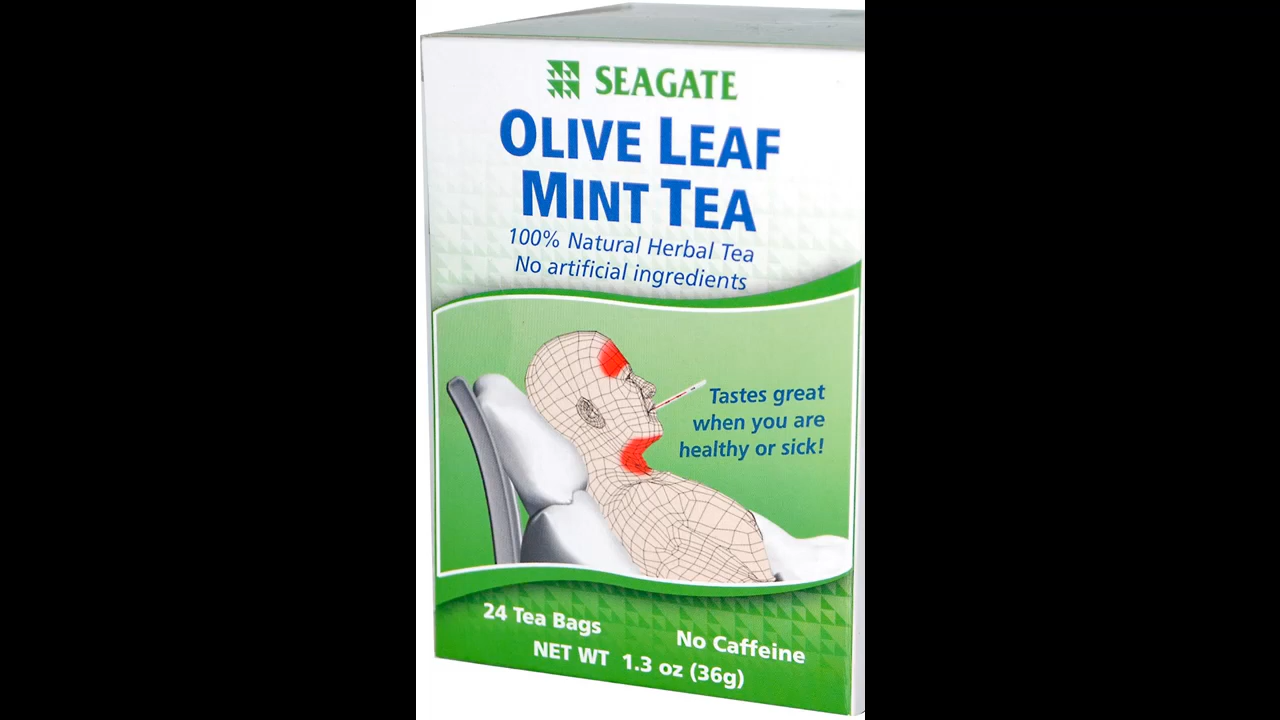 SEAGATE
OLIVE LEAF
MINT TEA
100% Natural Herbal Tea
No artificial ingredients
Tastes great
when you are
healthy or sick!
24 Tea Bags
No Caffeine
NET WT 1.3 oz (36g)